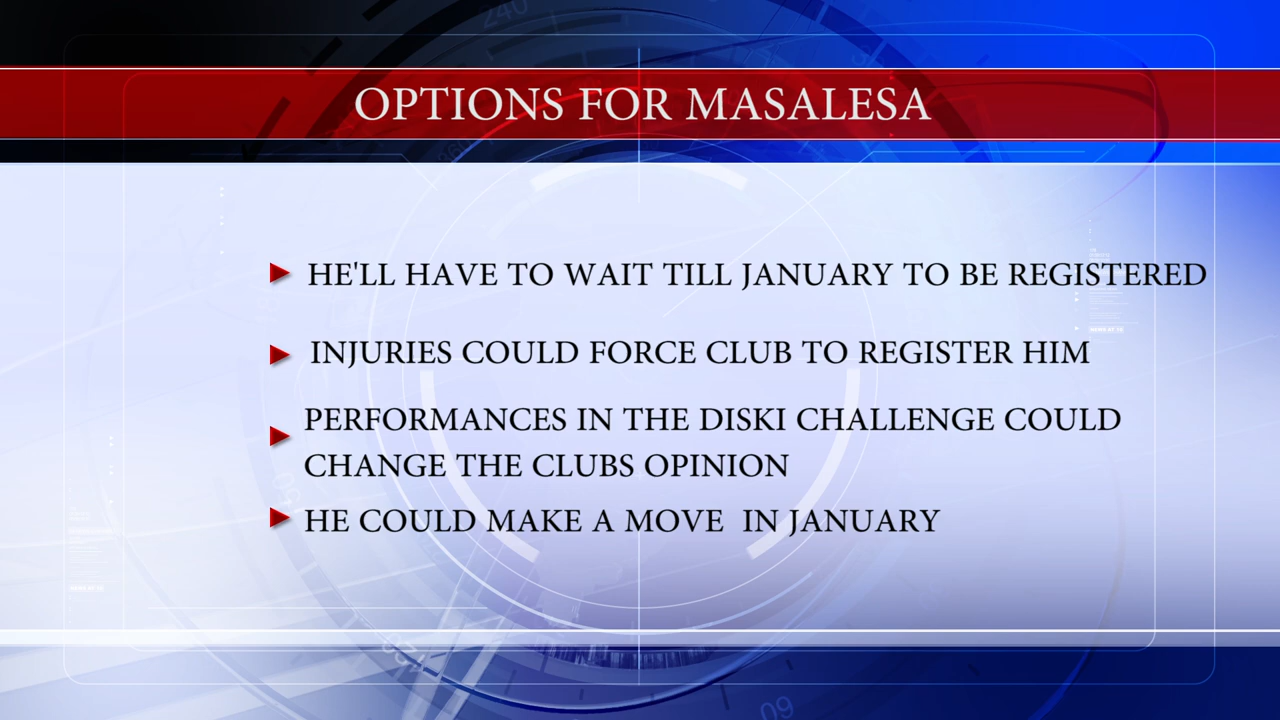 OPTIONS FOR MASALESA
HE'LL HAVE TO WAIT TILL JANUARY TO BE REGISTERED
INJURIES COULD FORCE CLUB TO REGISTER HIM
PERFORMANCES IN THE DISKI CHALLENGE COULD
CHANGE THE CLUBS OPINION
HE COULD MAKE A MOVE  IN JANUARY